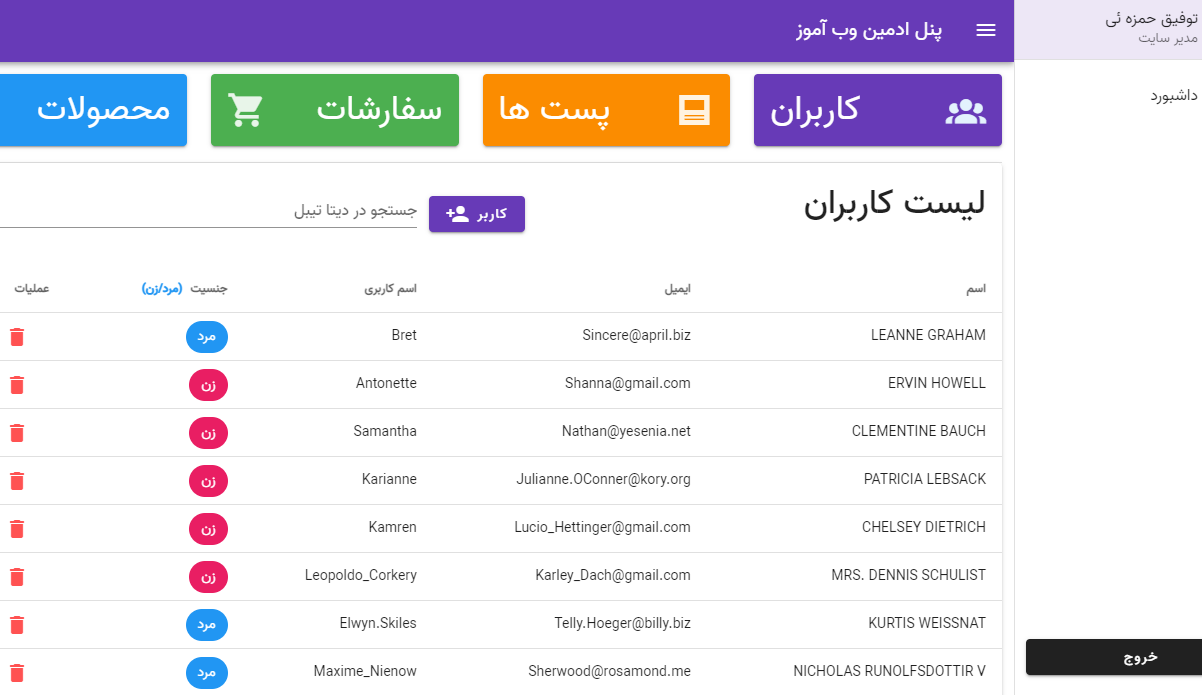 توفیق حمزه ئی
مدیر سایت
داشبورد
خروج
پنل ادمین وب آموز
کاربران
پست ها
سفارشات
محصولات
لیست کاربران
کاربر
جستجو در دیتا تیبل
اسم ایمیل اسم کاربری جنسیت (مرد/زن) عملیات
LEANNE GRAHAM Sincere@april.biz Bret مرد
ERVIN HOWELL Shanna@gmail.com Antonette زن
CLEMENTINE BAUCH Nathan@yesenia.net Samantha زن
PATRICIA LEBSACK Julianne.OConner@kory.org Karianne زن
CHELSEY DIETRICH Lucio_Hettinger@gmail.com Kamren زن
MRS. DENNIS SCHULIST Karley_Dach@gmail.com Leopoldo_Corkery زن
KURTIS WEISSNAT Telly.Hoeger@billy.biz Elwyn.Skiles مرد
NICHOLAS RUNOLFSDOTTIR V Sherwood@rosamond.me Maxime_Nienow مرد